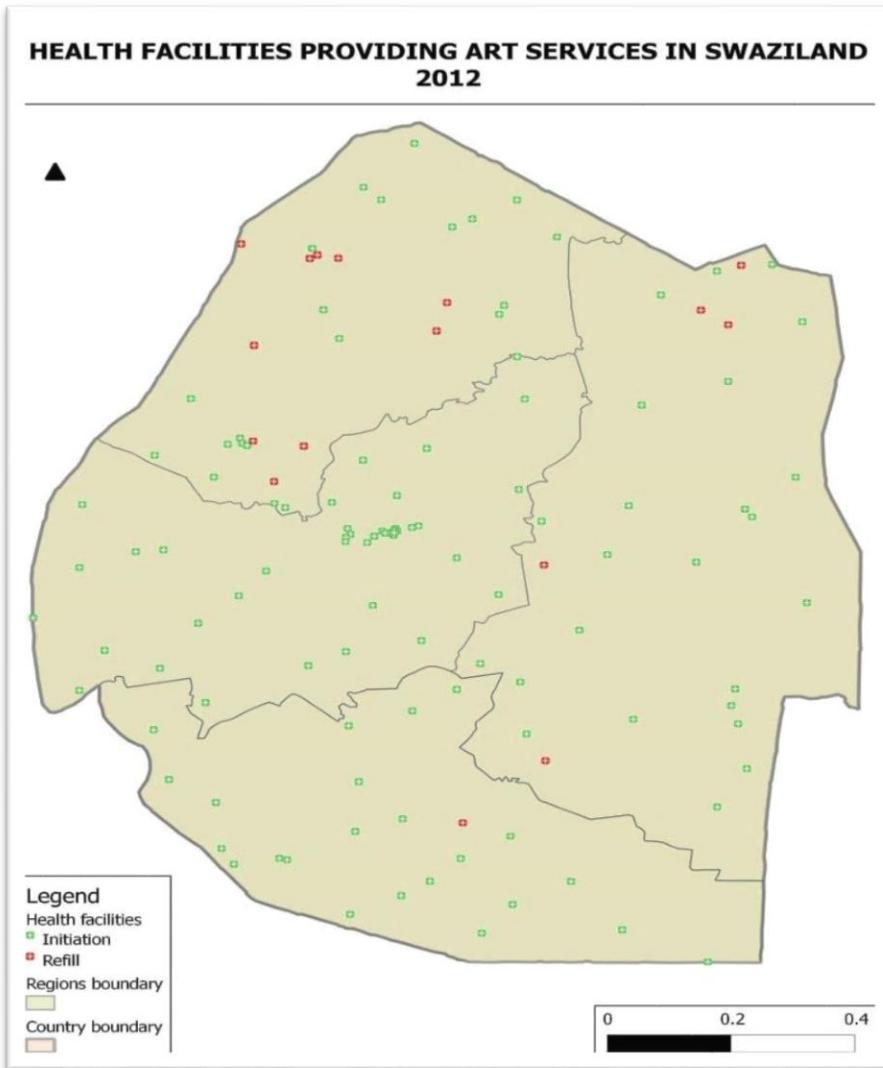 HEALTH FACILITIES PROVIDING ART SERVICES IN SWAZILAND
2012
Legend
Health facilities
Initiation
Refill
Regions boundary
Country boundary
0 0.2 0.4